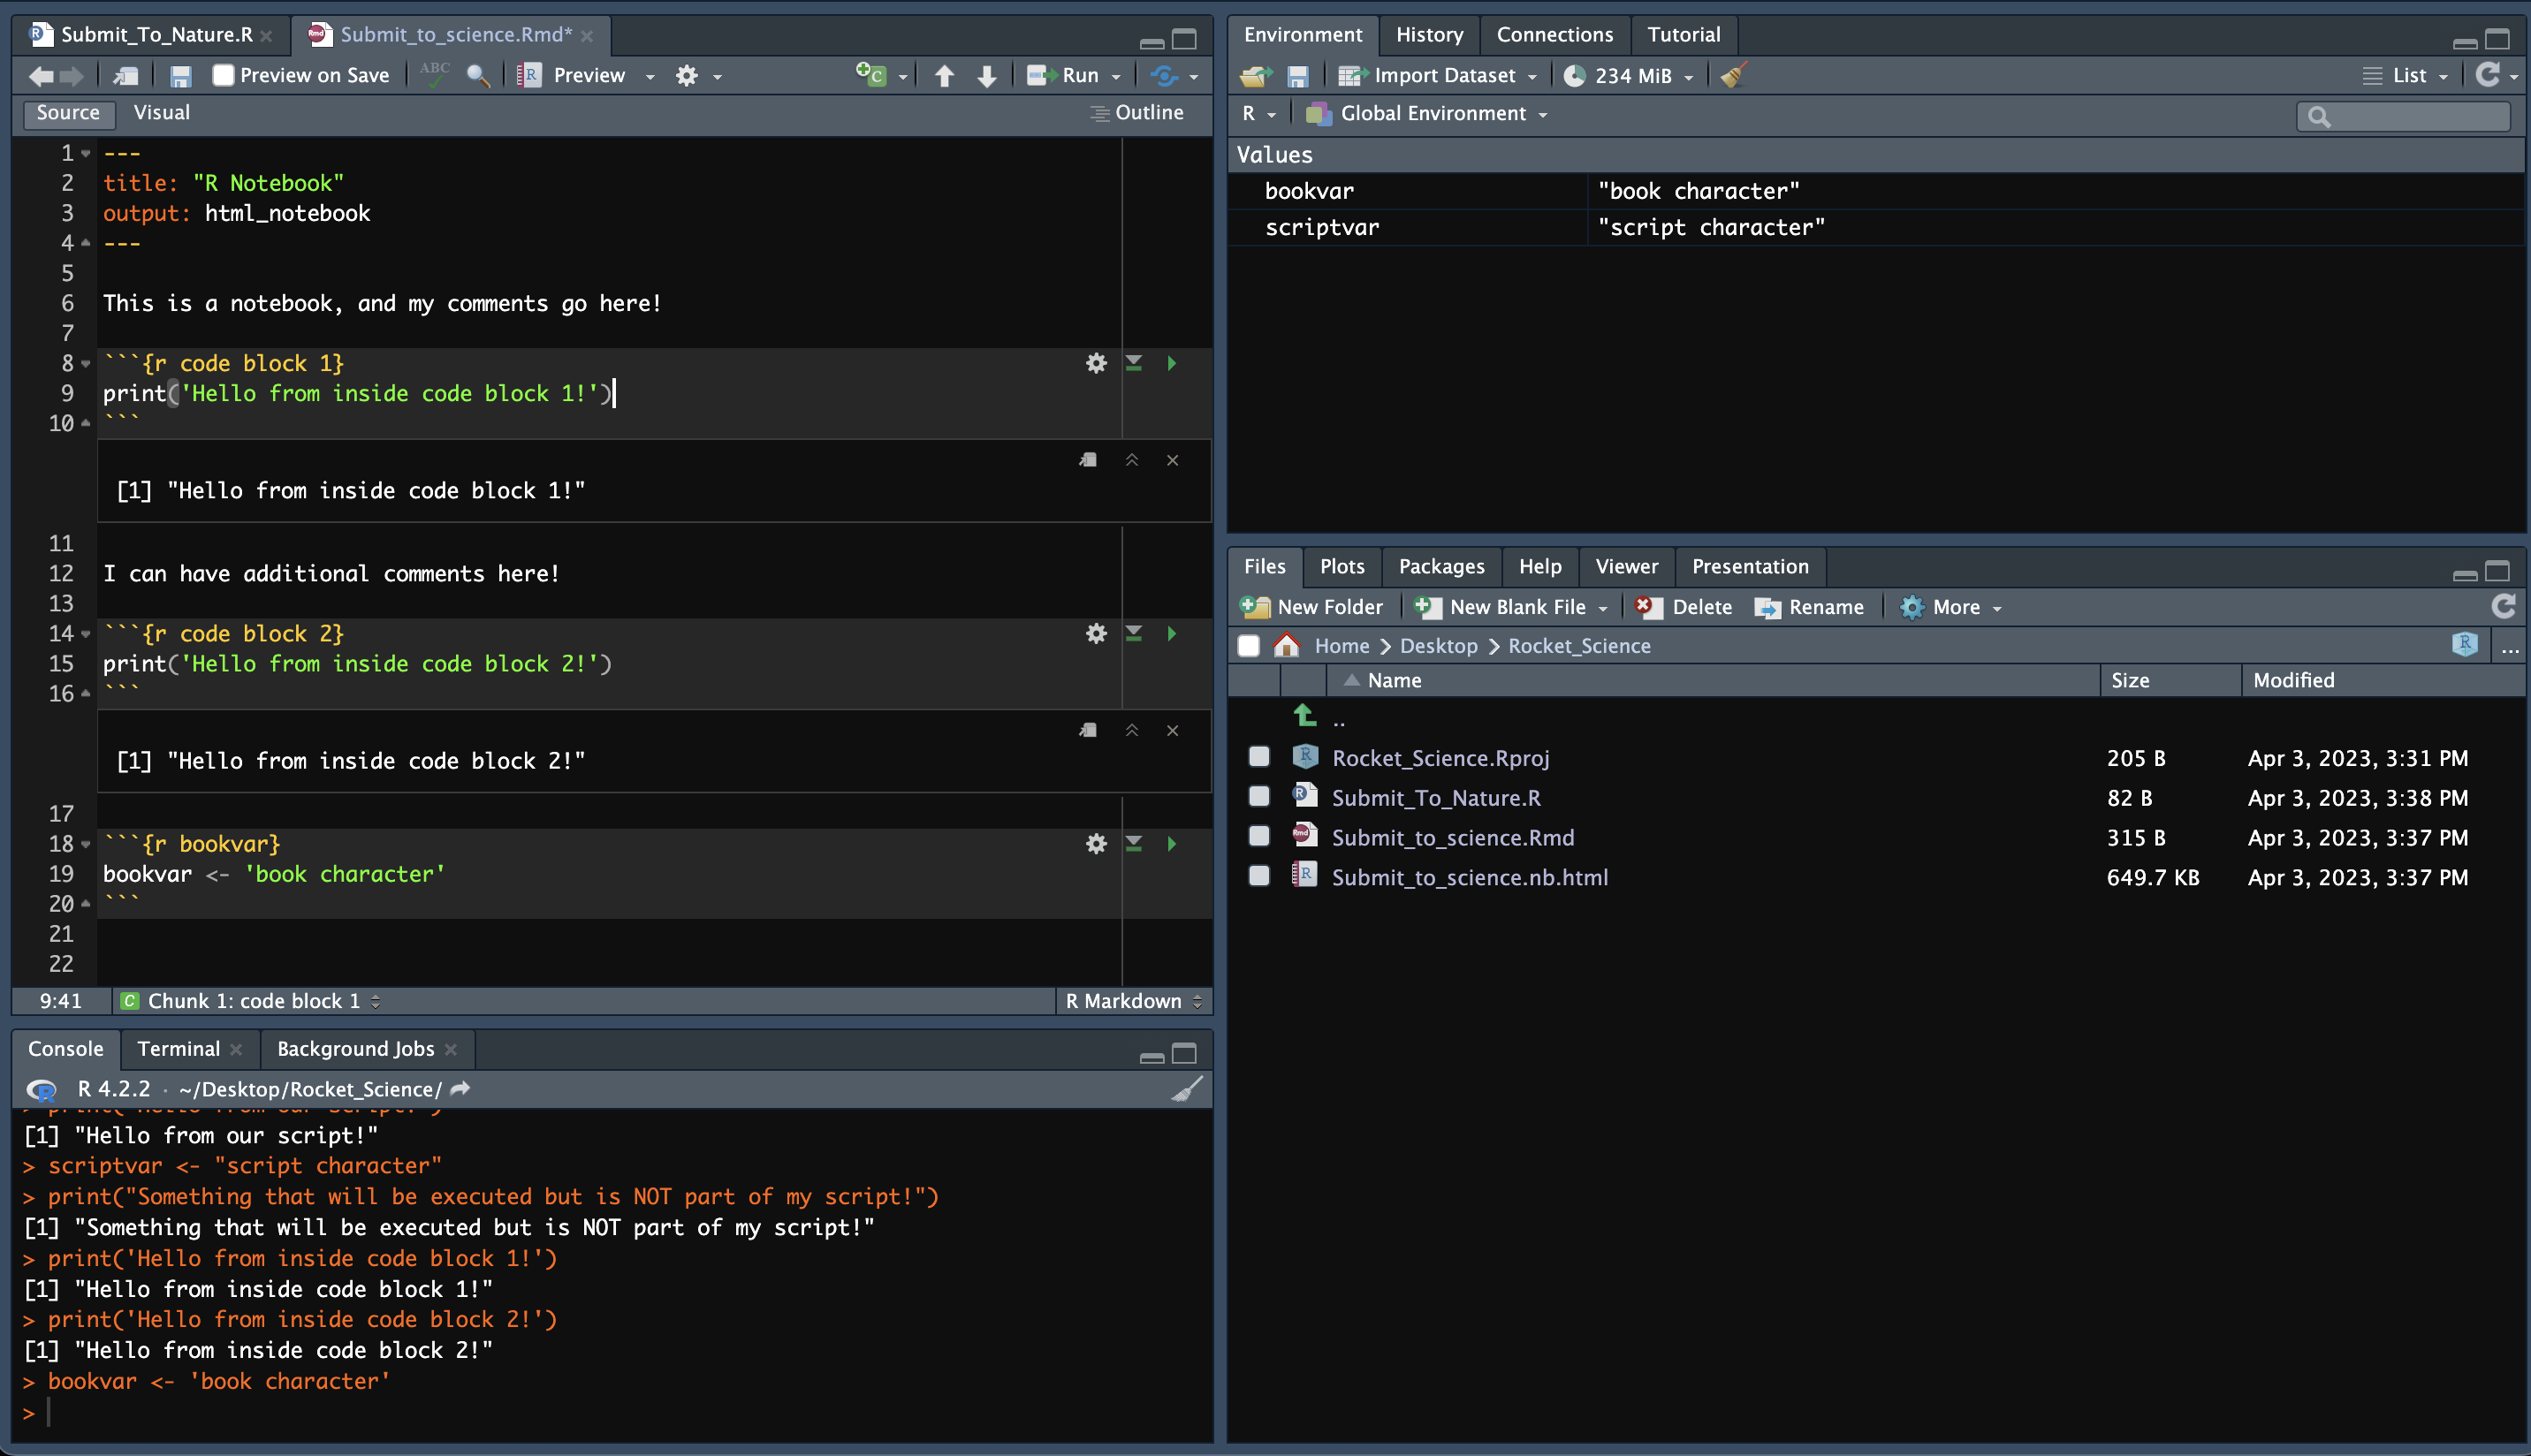 Submit_To_Nature.R
Submit_to_science.Rmd*
Preview on Save
ABC
Preview
Run
Source
Visual
Outline
1 ---
2 title: "R Notebook"
3 output: html_notebook
4 ---
5
6 This is a notebook, and my comments go here!
7
8 ```{r code block 1}
9 print('Hello from inside code block 1!')
10 ```
[1] "Hello from inside code block 1!"
11
12 I can have additional comments here!
13
14 ```{r code block 2}
15 print('Hello from inside code block 2!')
16 ```
[1] "Hello from inside code block 2!"
17
18 ```{r bookvar}
19 bookvar <- 'book character'
20 ```
21
22
9:41 C Chunk 1: code block 1 R Markdown
Console Terminal Background Jobs
R 4.2.2 · ~/Desktop/Rocket_Science/
[1] "Hello from our script!"
> scriptvar <- "script character"
> print("Something that will be executed but is NOT part of my script!")
[1] "Something that will be executed but is NOT part of my script!"
> print('Hello from inside code block 1!')
[1] "Hello from inside code block 1!"
> print('Hello from inside code block 2!')
[1] "Hello from inside code block 2!"
> bookvar <- 'book character'
>
Environment History Connections Tutorial
Import Dataset 234 MiB List
R Global Environment
Values
bookvar "book character"
scriptvar "script character"
Files Plots Packages Help Viewer Presentation
New Folder New Blank File Delete Rename More
Home Desktop Rocket_Science ...
Name Size Modified
..
Rocket_Science.Rproj 205 B Apr 3, 2023, 3:31 PM
Submit_To_Nature.R 82 B Apr 3, 2023, 3:38 PM
Submit_to_science.Rmd 315 B Apr 3, 2023, 3:37 PM
Submit_to_science.nb.html 649.7 KB Apr 3, 2023, 3:37 PM